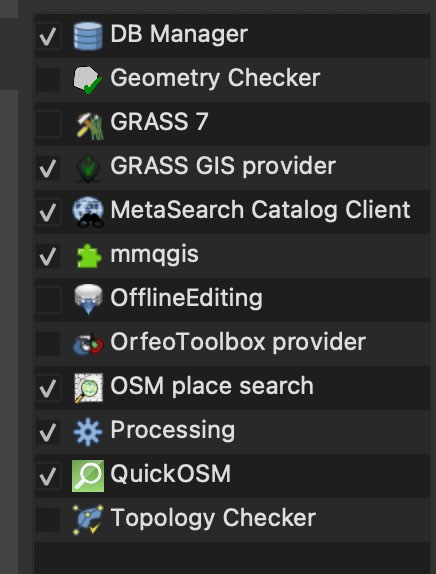 DB Manager
Geometry Checker
GRASS 7
GRASS GIS provider
MetaSearch Catalog Client
mmqgis
OfflineEditing
OrfeoToolbox provider
OSM place search
Processing
QuickOSM
Topology Checker